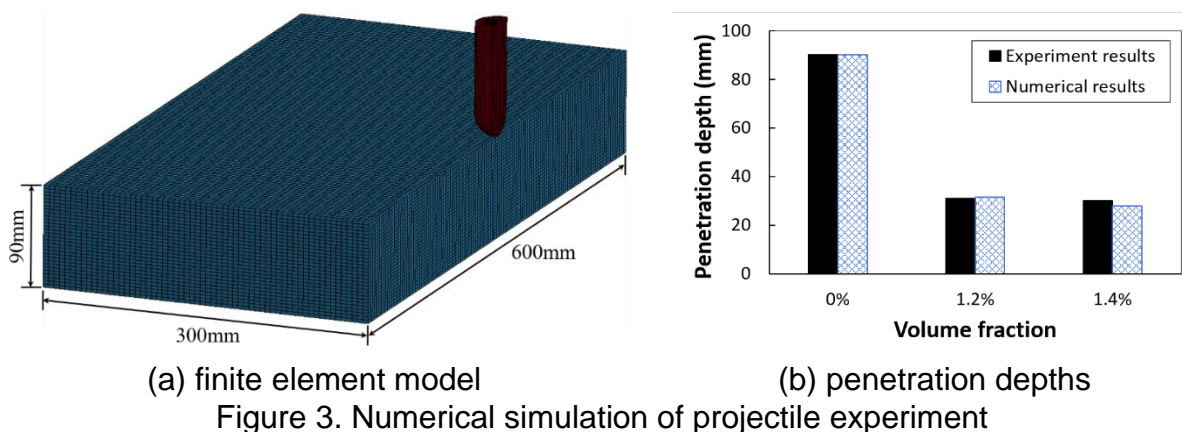 90mm
300mm
600mm
Penetration depth (mm)
100
80
60
40
20
0
Experiment results
Numerical results
0%
1.2%
1.4%
Volume fraction
(a) finite element model
(b) penetration depths
Figure 3. Numerical simulation of projectile experiment